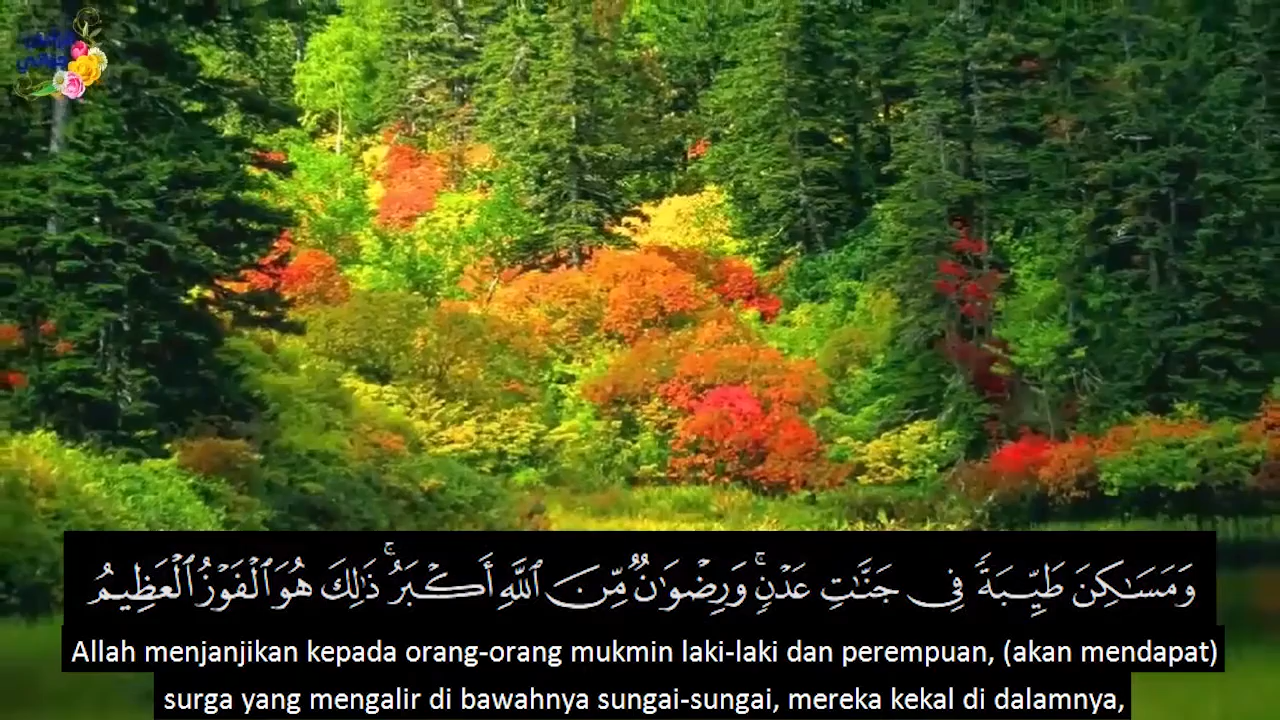 وَمَسَٰكِنَ طَيِّبَةً فِى جَنَّٰتِ عَدْنٍۚ وَرِضْوَٰنٌ مِّنَ ٱللَّهِ أَكْبَرُۚ ذَٰلِكَ هُوَ ٱلْفَوْزُ ٱلْعَظِيمُ
Allah menjanjikan kepada orang-orang mukmin laki-laki dan perempuan, (akan mendapat)
surga yang mengalir di bawahnya sungai-sungai, mereka kekal di dalamnya,